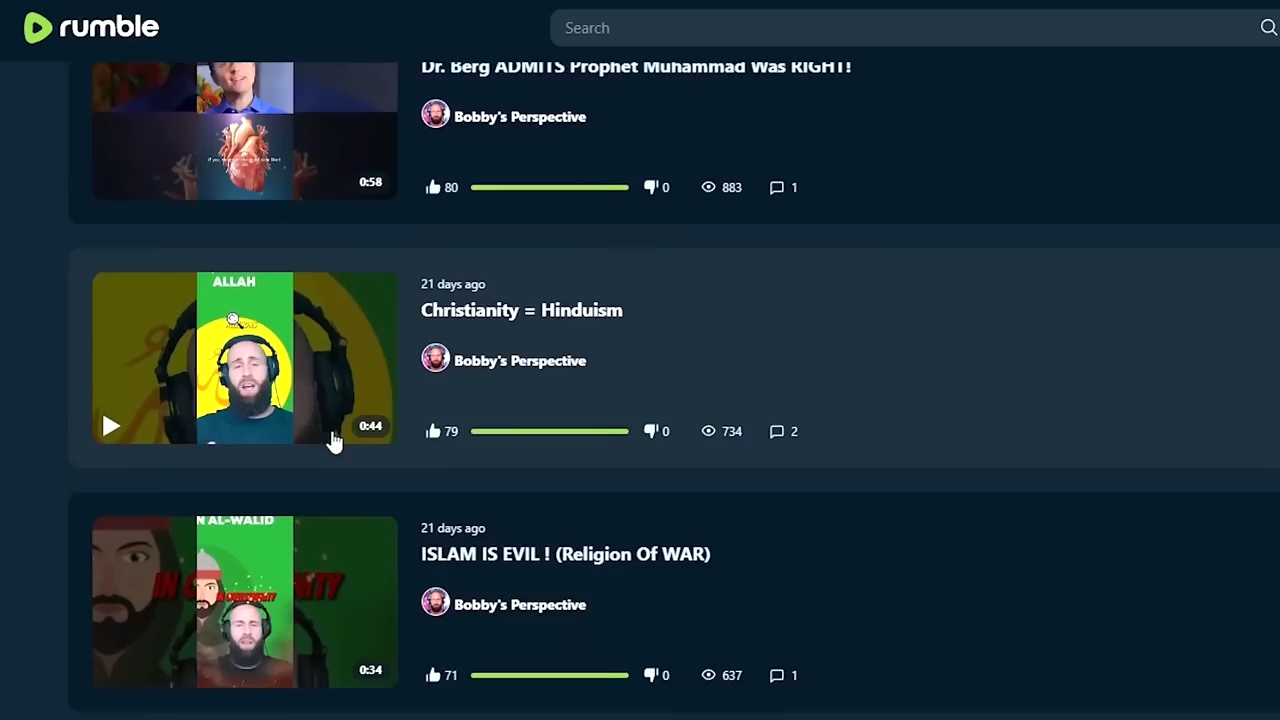 rumble
Search
Dr. Berg ADMITS Prophet Muhammad Was RIGHT!
Bobby's Perspective
0:58
80
0
883
1
ALLAH
21 days ago
Christianity = Hinduism
Bobby's Perspective
0:44
79
0
734
2
N AL-WALID
21 days ago
ISLAM IS EVIL ! (Religion Of WAR)
Bobby's Perspective
0:34
71
0
637
1